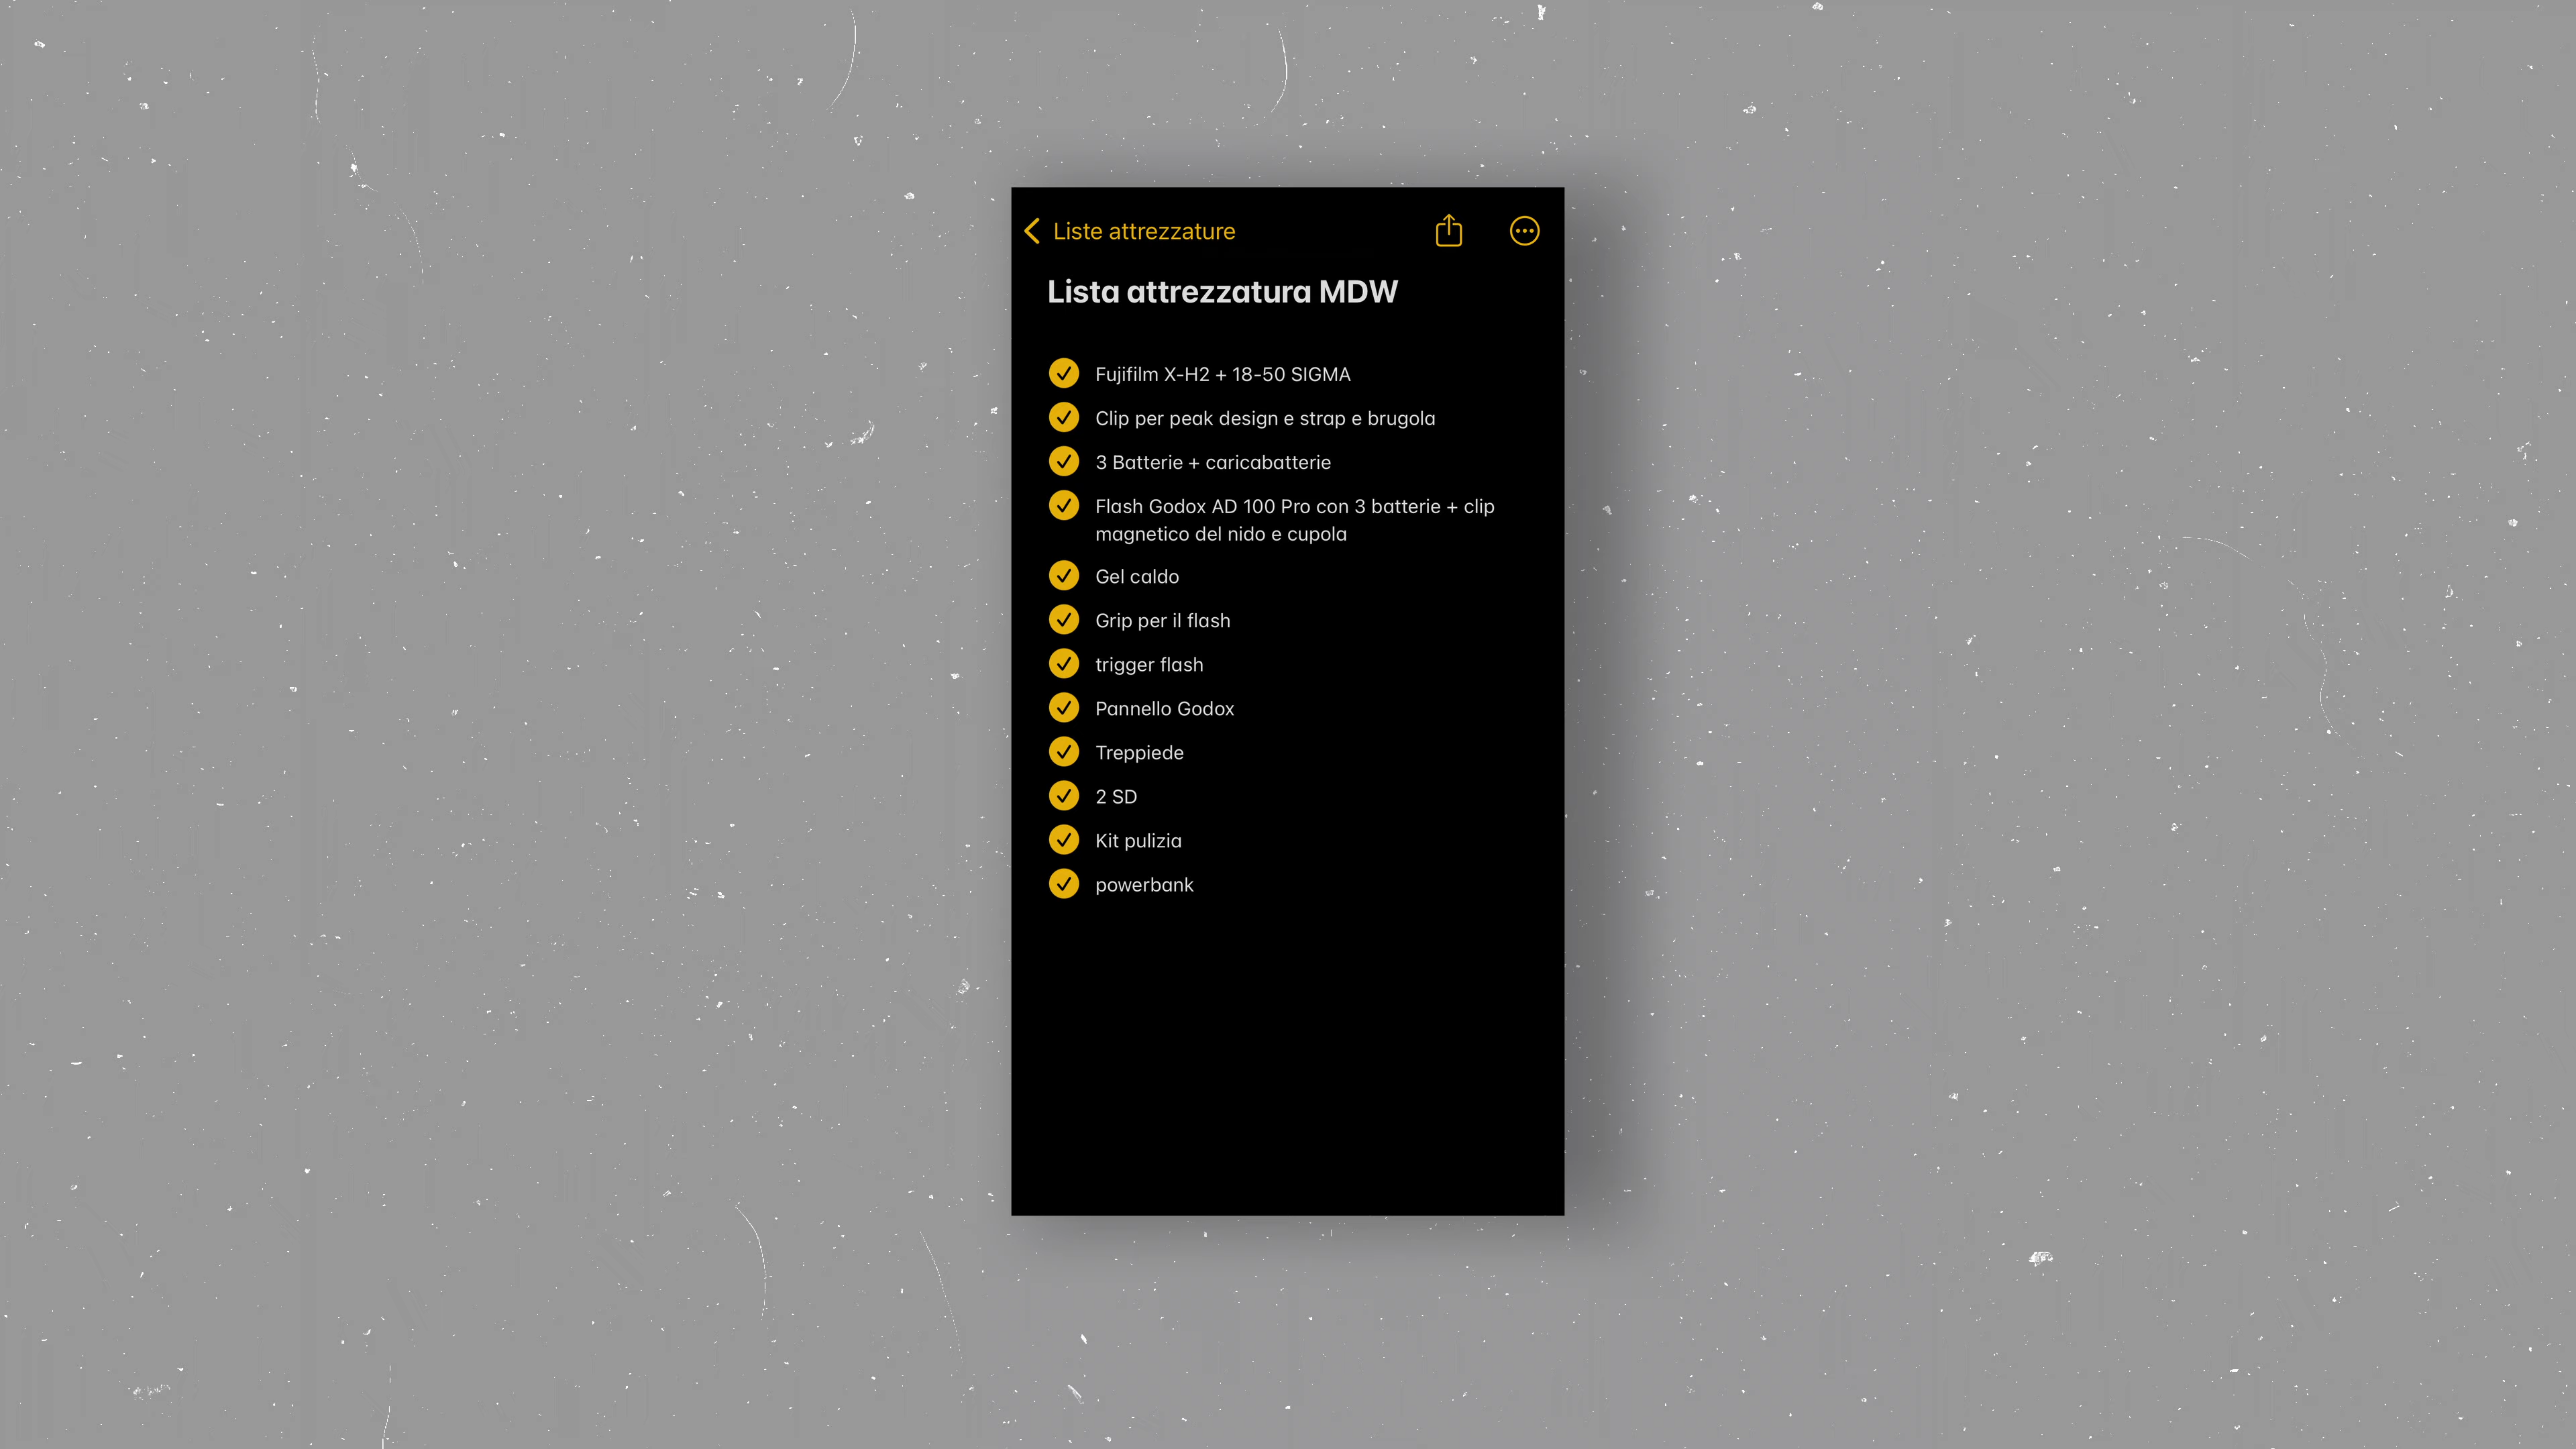 Liste attrezzature
Lista attrezzatura MDW
Fujifilm X-H2 + 18-50 SIGMA
Clip per peak design e strap e brugola
3 Batterie + caricabatterie
Flash Godox AD 100 Pro con 3 batterie + clip
magnetico del nido e cupola
Gel caldo
Grip per il flash
trigger flash
Pannello Godox
Treppiede
2 SD
Kit pulizia
powerbank